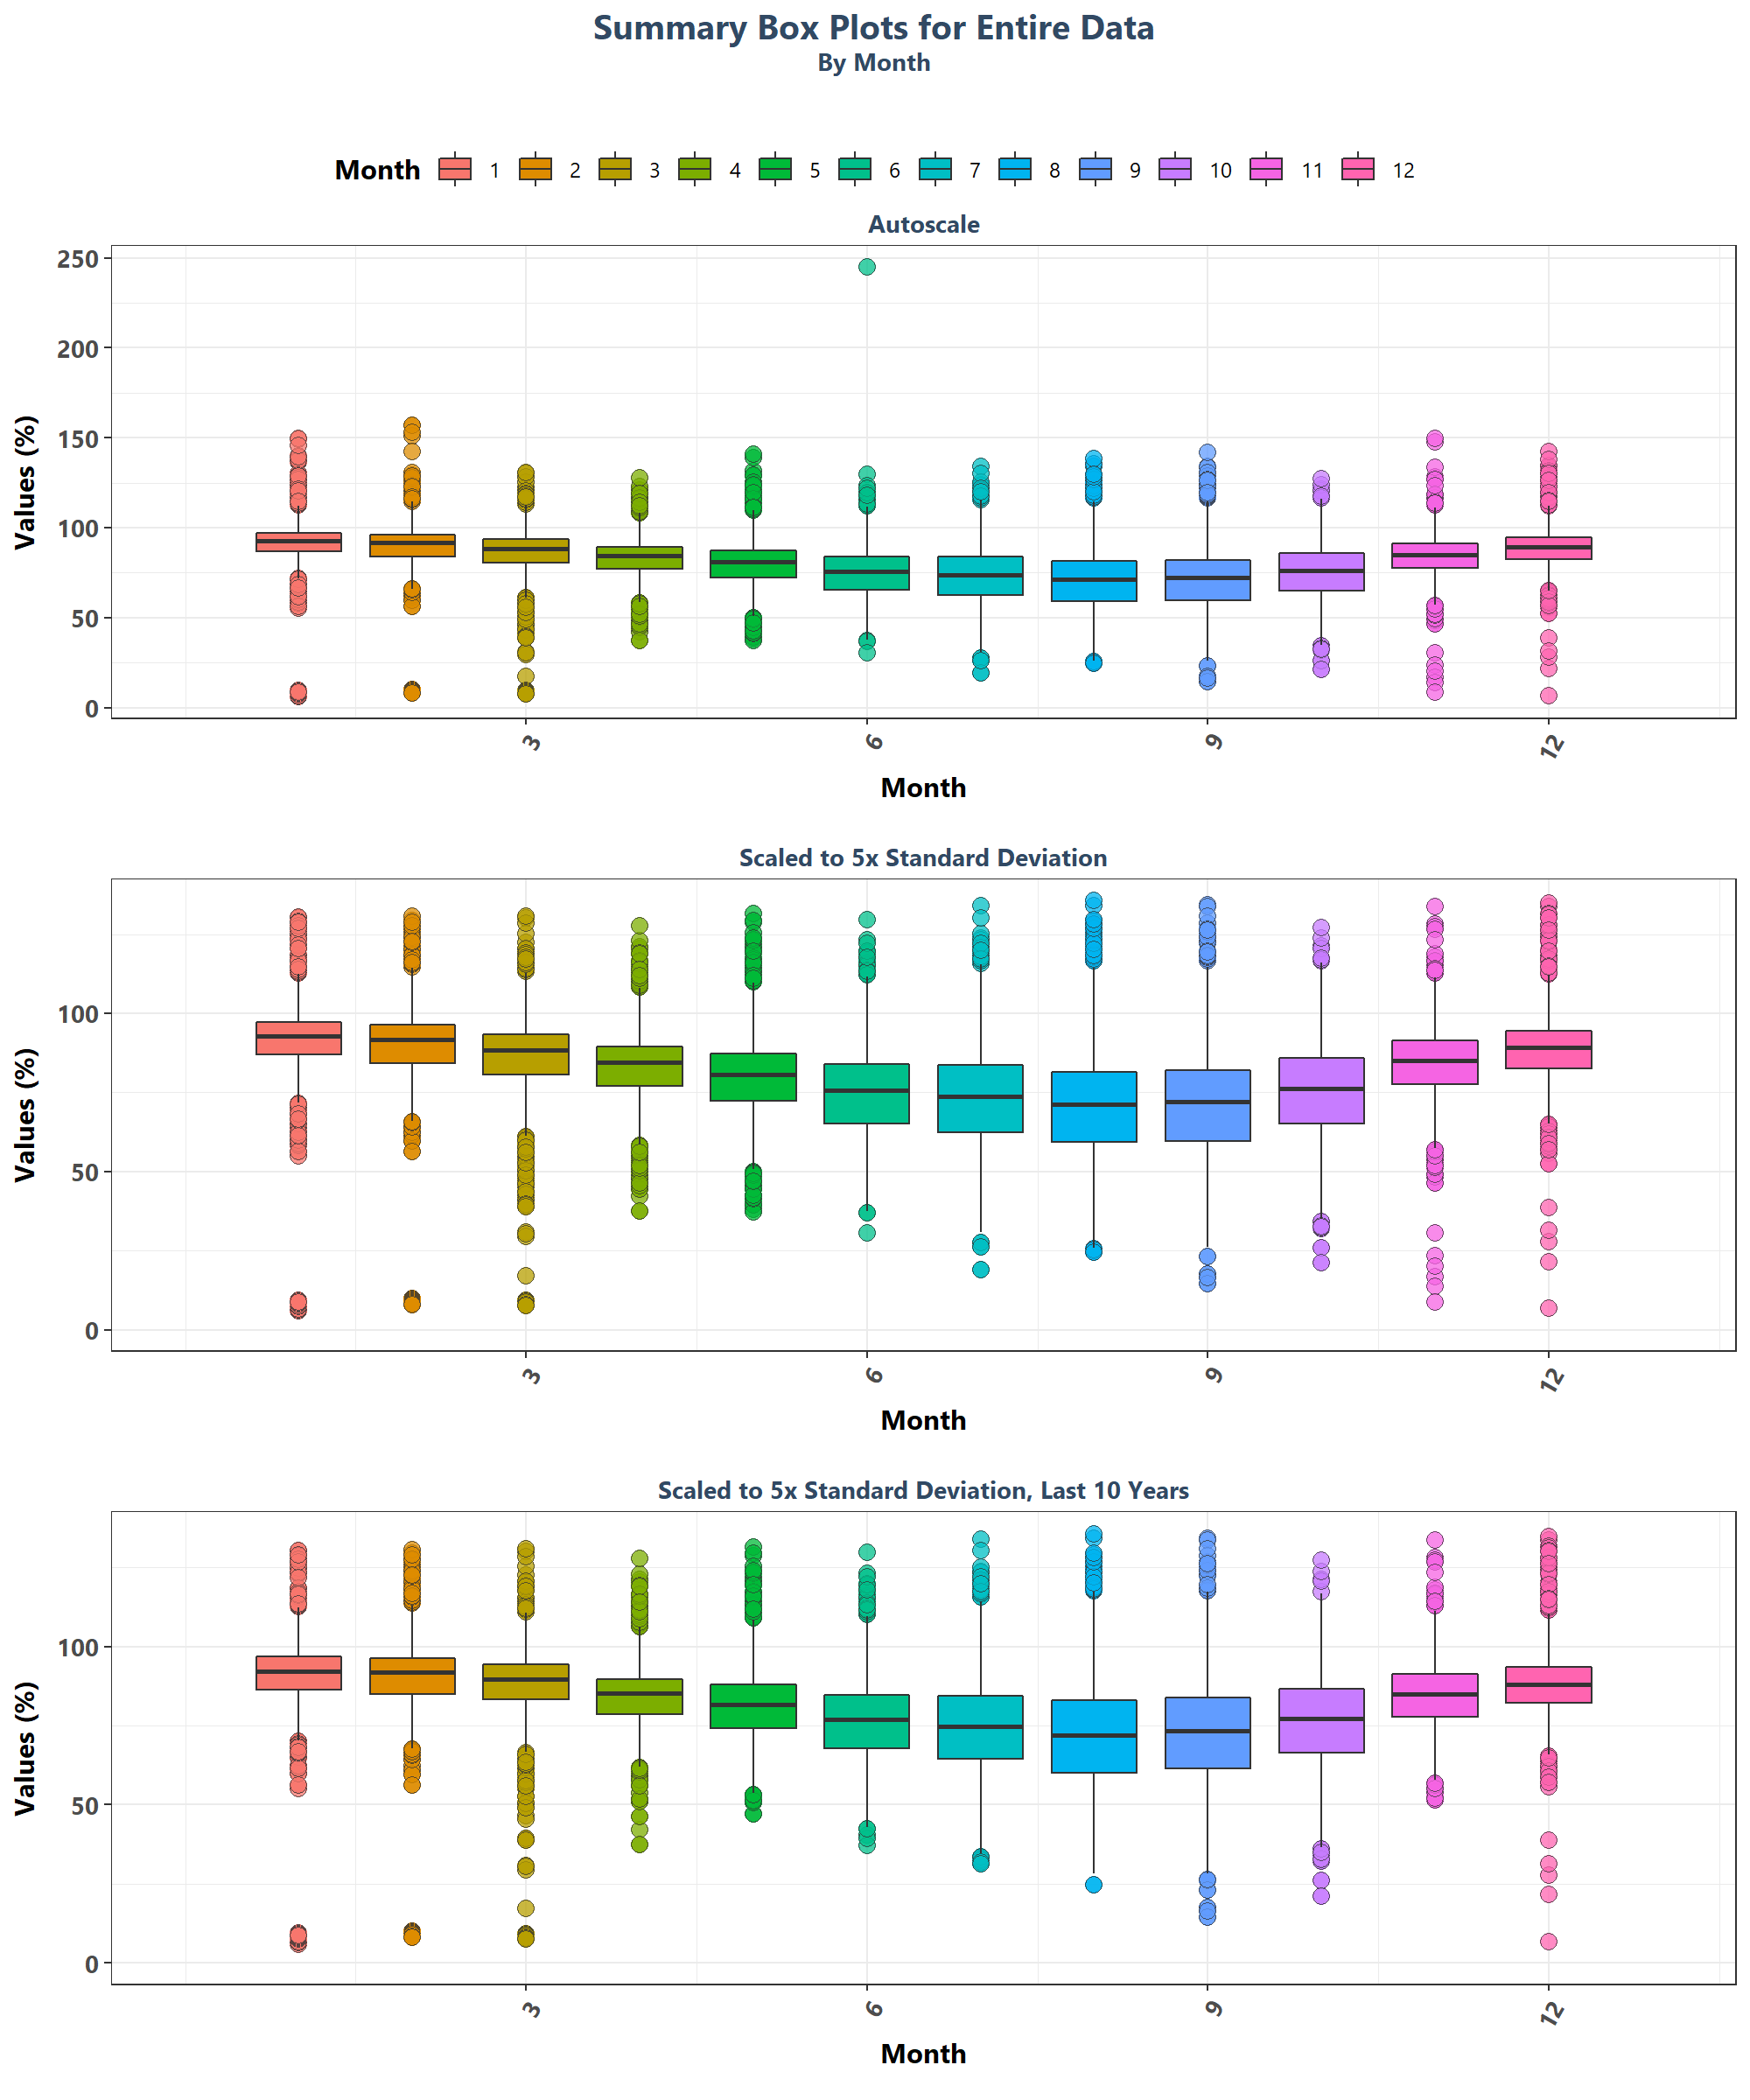 Summary Box Plots for Entire Data
By Month
Month 1 2 3 4 5 6 7 8 9 10 11 12
Autoscale
Values (%)
250
200
150
100
50
0
3 6 9 12
Month
Scaled to 5x Standard Deviation
Values (%)
100
50
0
3 6 9 12
Month
Scaled to 5x Standard Deviation, Last 10 Years
Values (%)
100
50
0
3 6 9 12
Month